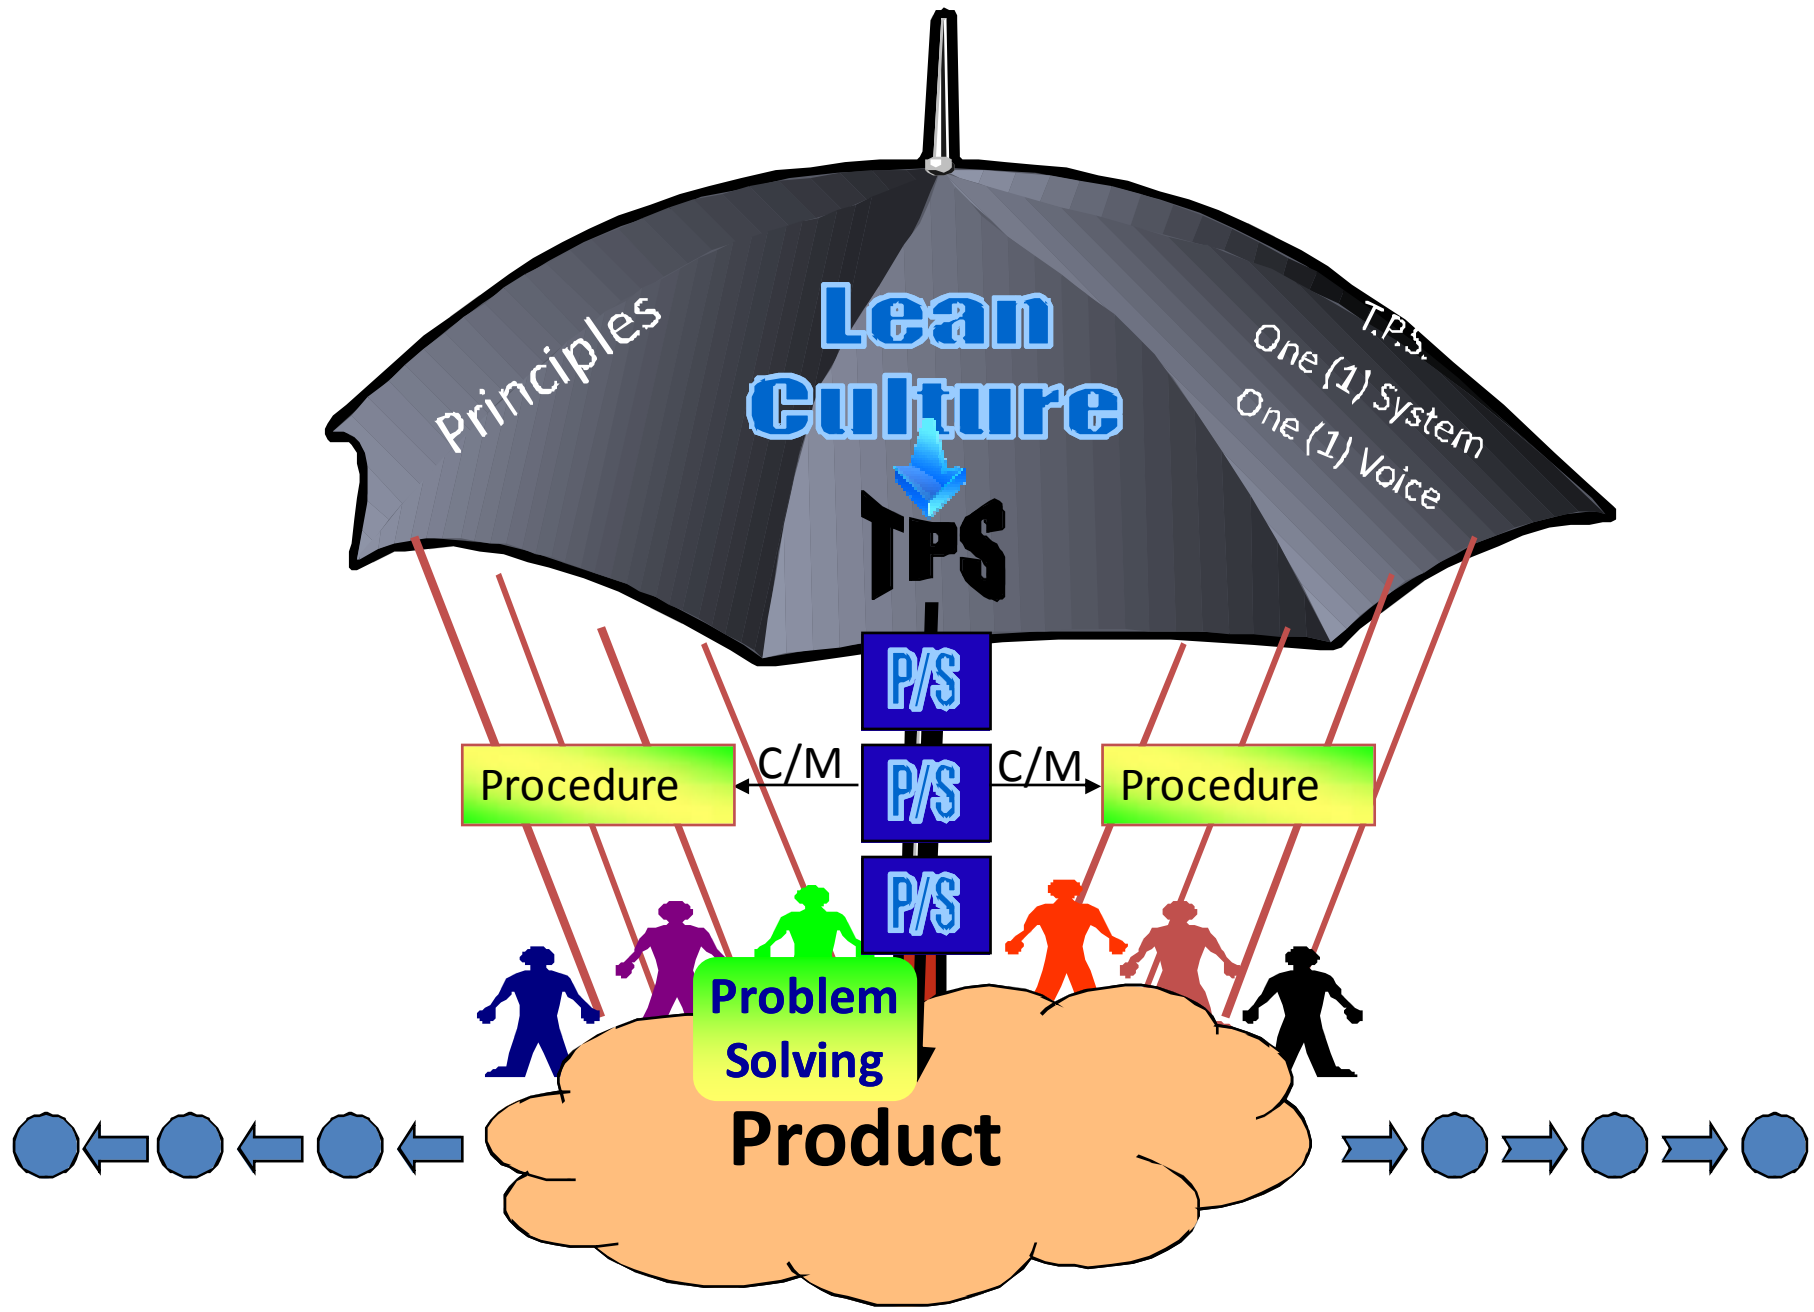 Principles
Lean
Culture
T.P.S.
One (1) System
One (1) Voice
TPS
P/S
Procedure
C/M
P/S
C/M
Procedure
P/S
Problem
Solving
Product